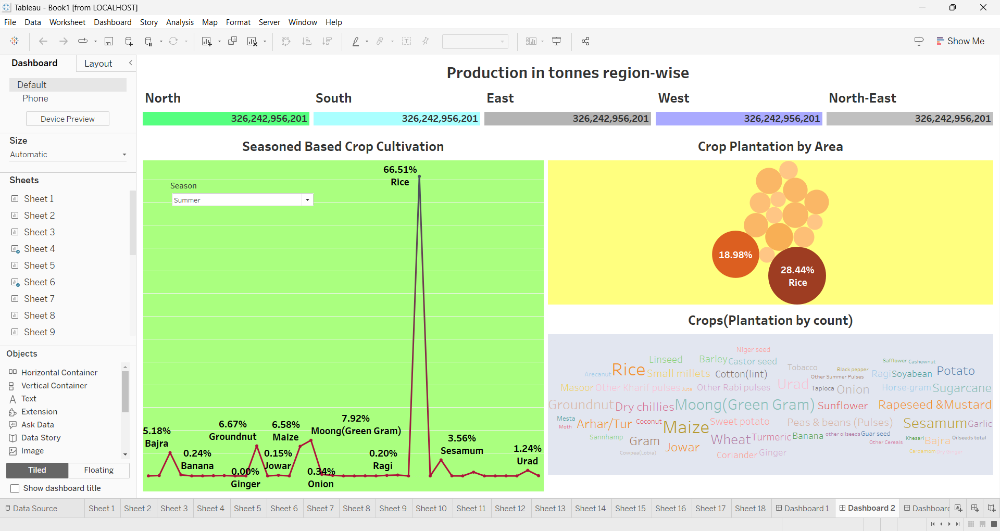 Tableau - Book1 [from LOCALHOST]
File Data Worksheet Dashboard Story Analysis Map Format Server Window Help
Show Me
Dashboard Layout
Default
Phone
Device Preview
Size
Automatic
Sheets
Sheet 1
Sheet 2
Sheet 3
Sheet 4
Sheet 5
Sheet 6
Sheet 7
Sheet 8
Sheet 9
Objects
Horizontal Container
Vertical Container
Text
Extension
Ask Data
Data Story
Image
Tiled Floating
Show dashboard title
Production in tonnes region-wise
North South East West North-East
326,242,956,201 326,242,956,201 326,242,956,201 326,242,956,201 326,242,956,201
Seasoned Based Crop Cultivation
Season
Summer
66.51%
Rice
5.18%
Bajra
0.24%
Banana
6.67%
Groundnut
0.00%
Ginger
0.15%
Jowar
6.58%
Maize
0.34%
Onion
7.92%
Moong(Green Gram)
0.20%
Ragi
3.56%
Sesamum
1.24%
Urad
Crop Plantation by Area
18.98%
28.44%
Rice
Crops(Plantation by count)
Niger seed
Linseed Barley Castor seed Safflower Cashewnut
Arecanut Rice Small millets Cotton(lint) Tobacco Black pepper Other Summer Pulses Ragi Soyabean Potato
Masoor Other Kharif pulses Jute Other Rabi pulses Urad Tapioca Onion Horse-gram Sugarcane
Groundnut Dry chillies Moong(Green Gram) Sunflower Rapeseed &Mustard
Mesta Moth Arhar/Tur Coconut Maize Sweet potato Peas & beans (Pulses) Sesamum Garlic
Sannhamp Gram Jowar Wheat Turmeric Banana other oilseeds Guar seed Other Cereals Khesari Bajra Oilseeds total
Cowpea(Lobia) Coriander Ginger Cardamom Dry Ginger
Data Source Sheet 1 Sheet 2 Sheet 3 Sheet 4 Sheet 5 Sheet 6 Sheet 7 Sheet 8 Sheet 9 Sheet 10 Sheet 11 Sheet 12 Sheet 13 Sheet 14 Sheet 15 Sheet 16 Sheet 17 Sheet 18 Dashboard 1 Dashboard 2 Dashboar